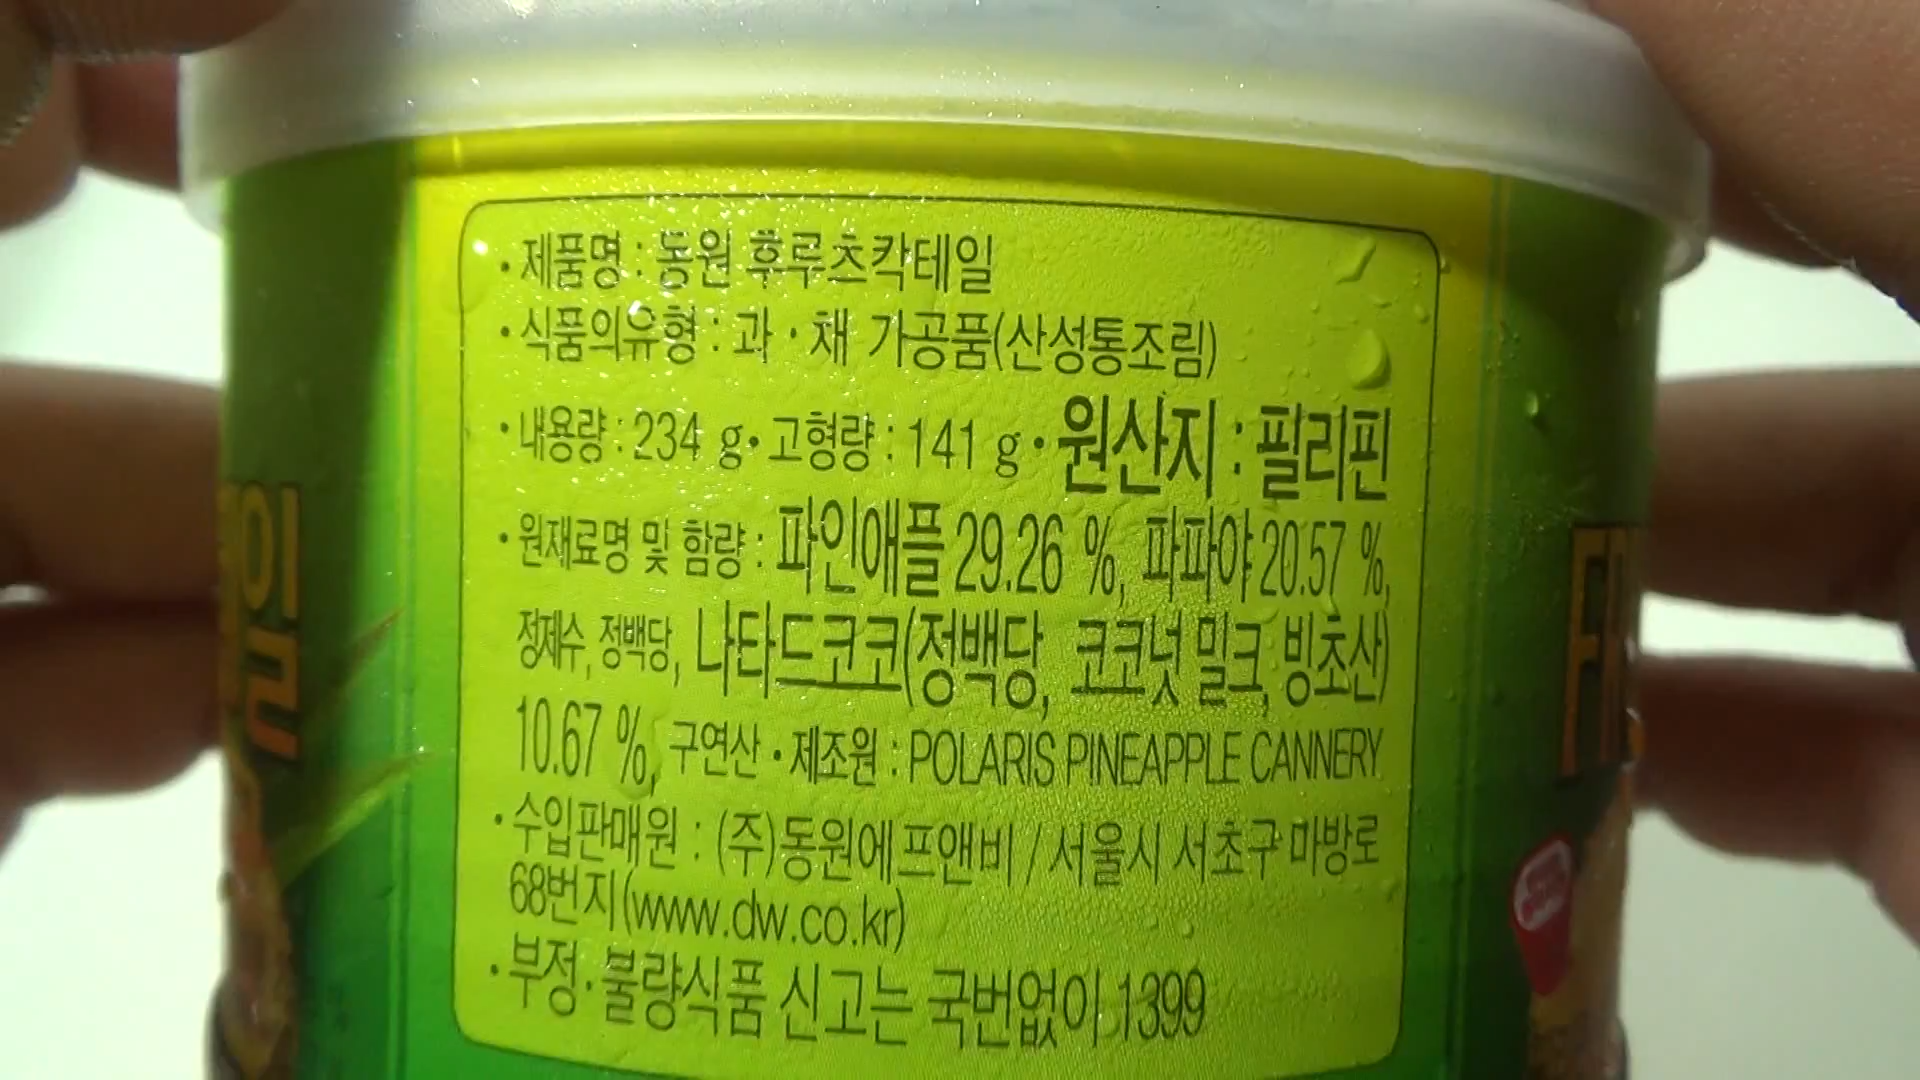 · 제품명 : 동원 후루츠칵테일
· 식품의유형 : 과 · 채 가공품(산성통조림)
· 내용량 : 234 g · 고형량 : 141 g · 원산지 : 필리핀
· 원재료명 및 함량 : 파인애플 29.26 %, 파파야 20.57 %,
정제수, 정백당, 나타드코코(정백당, 코코넛 밀크, 빙초산)
10.67 %, 구연산 · 제조원 : POLARIS PINEAPPLE CANNERY
· 수입판매원 : (주)동원에프앤비 / 서울시 서초구 마방로
68번지(www.dw.co.kr)
· 부정·불량식품 신고는 국번없이 1399
일